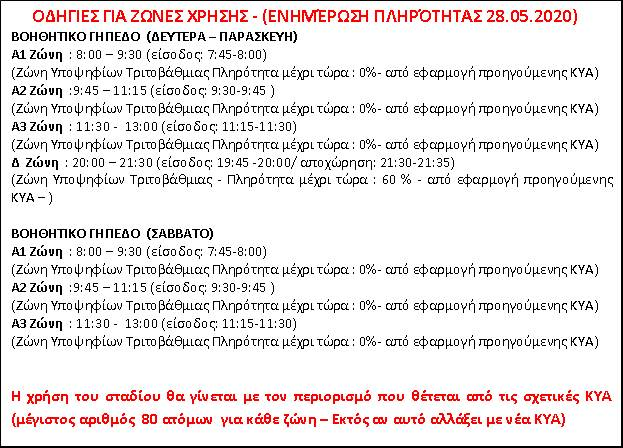 ΟΔΗΓΙΕΣ ΓΙΑ ΖΩΝΕΣ ΧΡΗΣΗΣ - (ΕΝΗΜΈΡΩΣΗ ΠΛΗΡΌΤΗΤΑΣ 28.05.2020)
ΒΟΗΘΗΤΙΚΟ ΓΗΠΕΔΟ (ΔΕΥΤΕΡΑ – ΠΑΡΑΣΚΕΥΗ)
Α1 Ζώνη : 8:00 – 9:30 (είσοδος: 7:45-8:00)
(Ζώνη Υποψηφίων Τριτοβάθμιας Πληρότητα μέχρι τώρα : 0%- από εφαρμογή προηγούμενης ΚΥΑ)
Α2 Ζώνη :9:45 – 11:15 (είσοδος: 9:30-9:45 )
(Ζώνη Υποψηφίων Τριτοβάθμιας Πληρότητα μέχρι τώρα : 0%- από εφαρμογή προηγούμενης ΚΥΑ)
Α3 Ζώνη : 11:30 - 13:00 (είσοδος: 11:15-11:30)
(Ζώνη Υποψηφίων Τριτοβάθμιας Πληρότητα μέχρι τώρα : 0%- από εφαρμογή προηγούμενης ΚΥΑ)
Δ Ζώνη : 20:00 – 21:30 (είσοδος: 19:45 -20:00/ αποχώρηση: 21:30-21:35)
(Ζώνη Υποψηφίων Τριτοβάθμιας - Πληρότητα μέχρι τώρα : 60 % - από εφαρμογή προηγούμενης
ΚΥΑ – )
ΒΟΗΘΗΤΙΚΟ ΓΗΠΕΔΟ (ΣΑΒΒΑΤΟ)
Α1 Ζώνη : 8:00 – 9:30 (είσοδος: 7:45-8:00)
(Ζώνη Υποψηφίων Τριτοβάθμιας Πληρότητα μέχρι τώρα : 0%- από εφαρμογή προηγούμενης ΚΥΑ)
Α2 Ζώνη :9:45 – 11:15 (είσοδος: 9:30-9:45 )
(Ζώνη Υποψηφίων Τριτοβάθμιας Πληρότητα μέχρι τώρα : 0%- από εφαρμογή προηγούμενης ΚΥΑ)
Α3 Ζώνη : 11:30 - 13:00 (είσοδος: 11:15-11:30)
(Ζώνη Υποψηφίων Τριτοβάθμιας Πληρότητα μέχρι τώρα : 0%- από εφαρμογή προηγούμενης ΚΥΑ)
Η χρήση του σταδίου θα γίνεται με τον περιορισμό που θέτεται από τις σχετικές ΚΥΑ
(μέγιστος αριθμός 80 ατόμων για κάθε ζώνη – Εκτός αν αυτό αλλάξει με νέα ΚΥΑ)